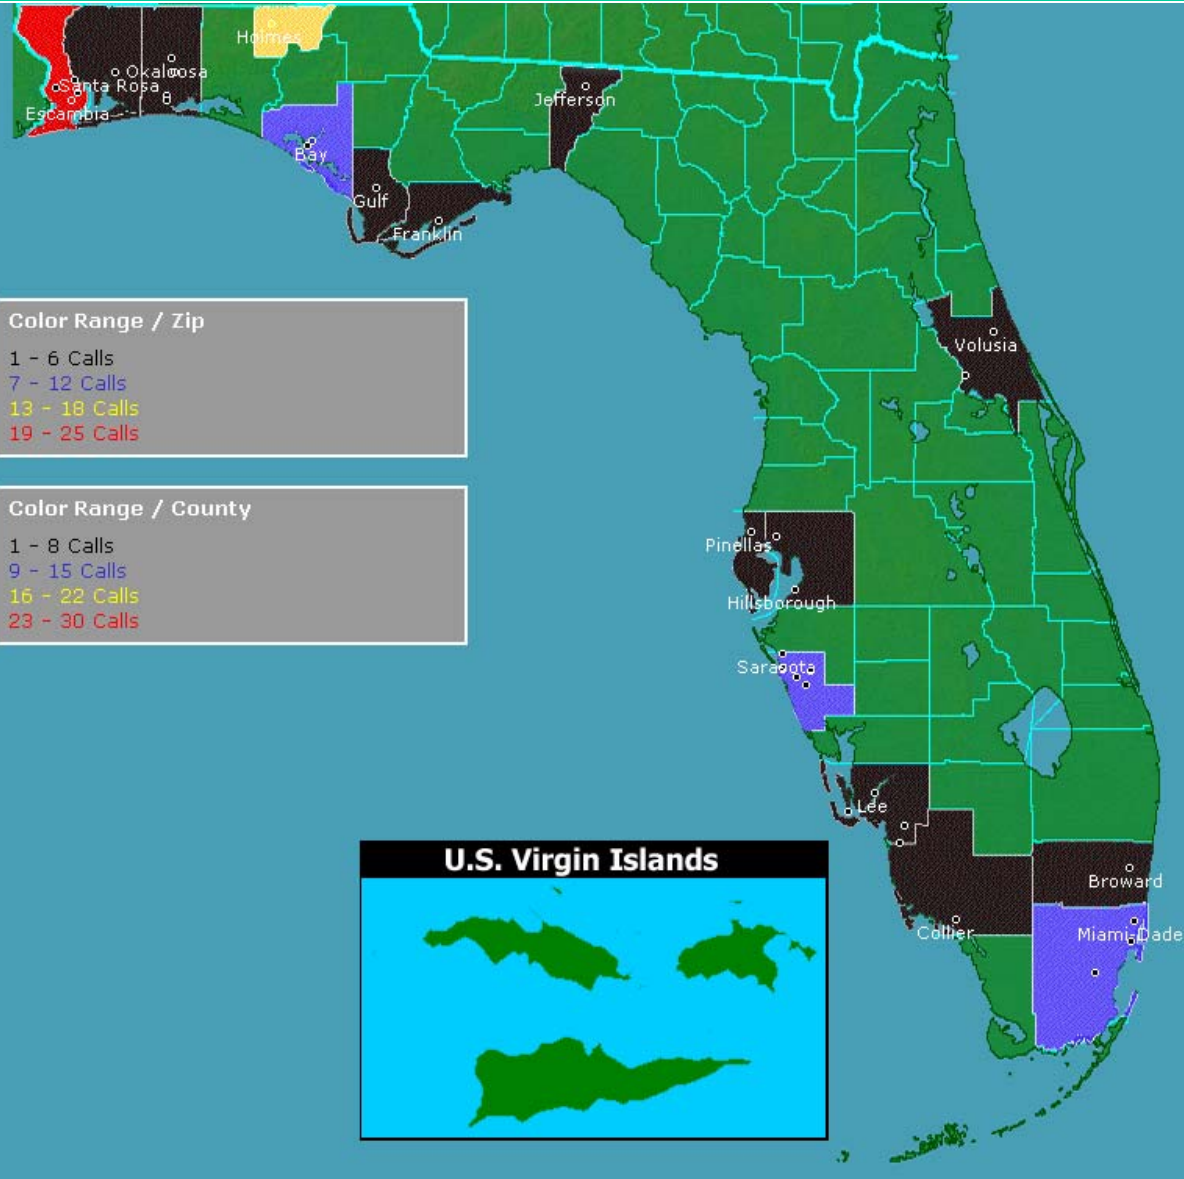 Holmes
Okaloosa
Santa Rosa
Escambia
Jefferson
Bay
Gulf
Franklin
Color Range / Zip
1 - 6 Calls
7 - 12 Calls
13 - 18 Calls
19 - 25 Calls
Volusia
Color Range / County
1 - 8 Calls
9 - 15 Calls
16 - 22 Calls
23 - 30 Calls
Pinellas
Hillsborough
Sarasota
Lee
U.S. Virgin Islands
Broward
Collier
Miami-Dade